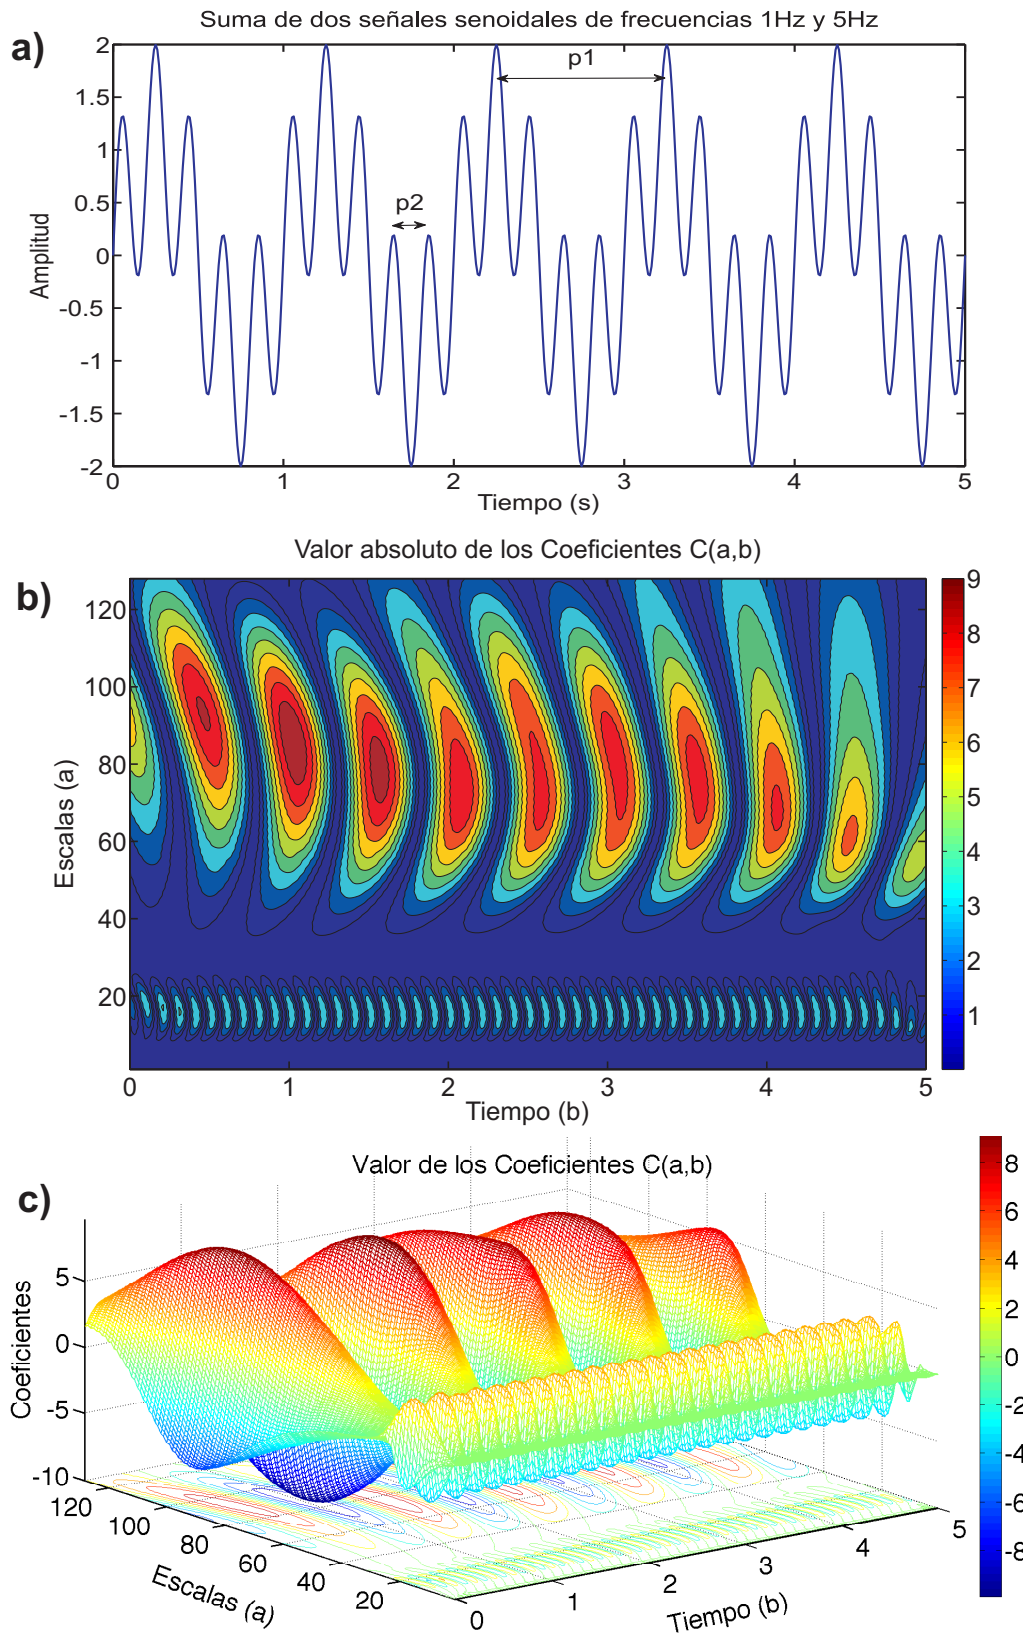 Suma de dos señales senoidales de frecuencias 1Hz y 5Hz
a)
2
1.5
1
0.5
0
-0.5
-1
-1.5
-2
Amplitud
p1
p2
0 1 2 3 4 5
Tiempo (s)
Valor absoluto de los Coeficientes C(a,b)
b)
120
100
80
60
40
20
Escalas (a)
0 1 2 3 4 5
Tiempo (b)
9
8
7
6
5
4
3
2
1
Valor de los Coeficientes C(a,b)
c)
5
0
-5
-10
Coeficientes
120
100
80
60
40
20
Escalas (a)
0
1
2
3
4
5
Tiempo (b)
8
6
4
2
0
-2
-4
-6
-8